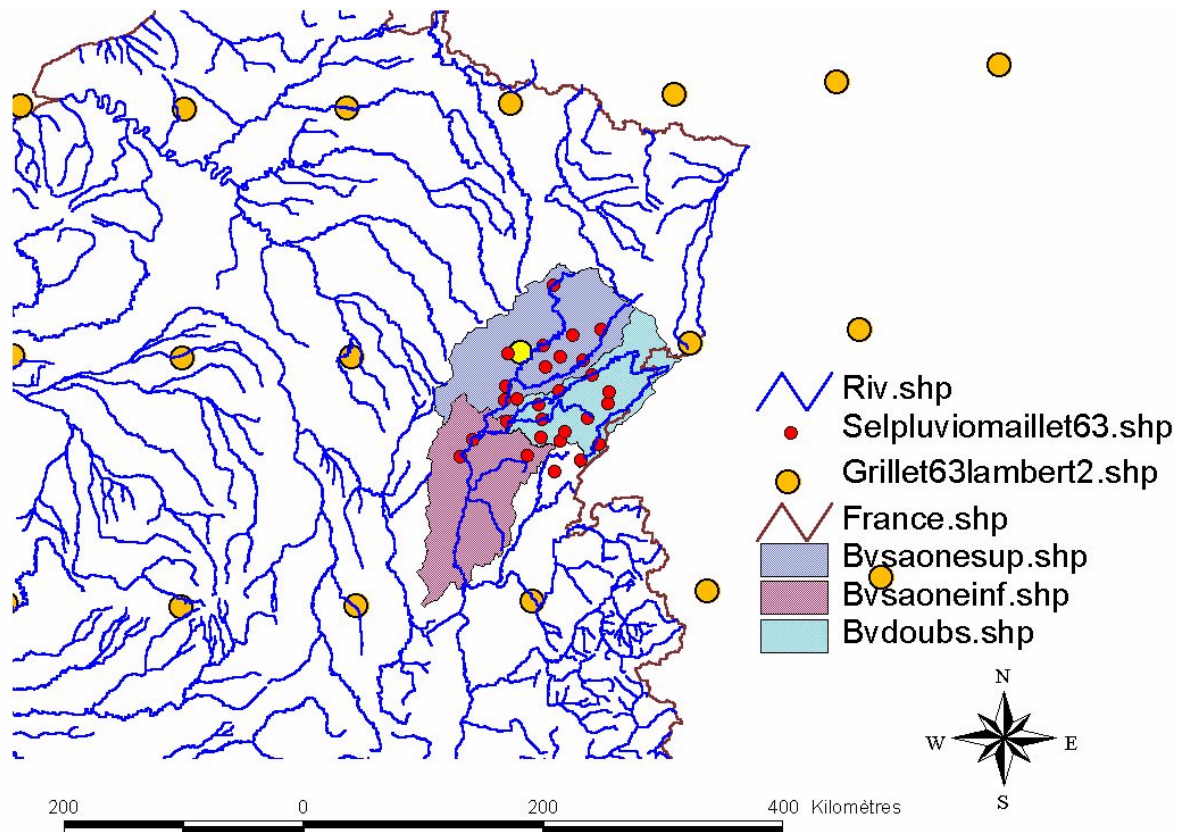 Riv.shp
Selpluviomaillet63.shp
Grillet63lambert2.shp
France.shp
Bvsaonesup.shp
Bvsaoneinf.shp
Bvdoubs.shp
N
W E
S
200 0 200 400 Kilomètres